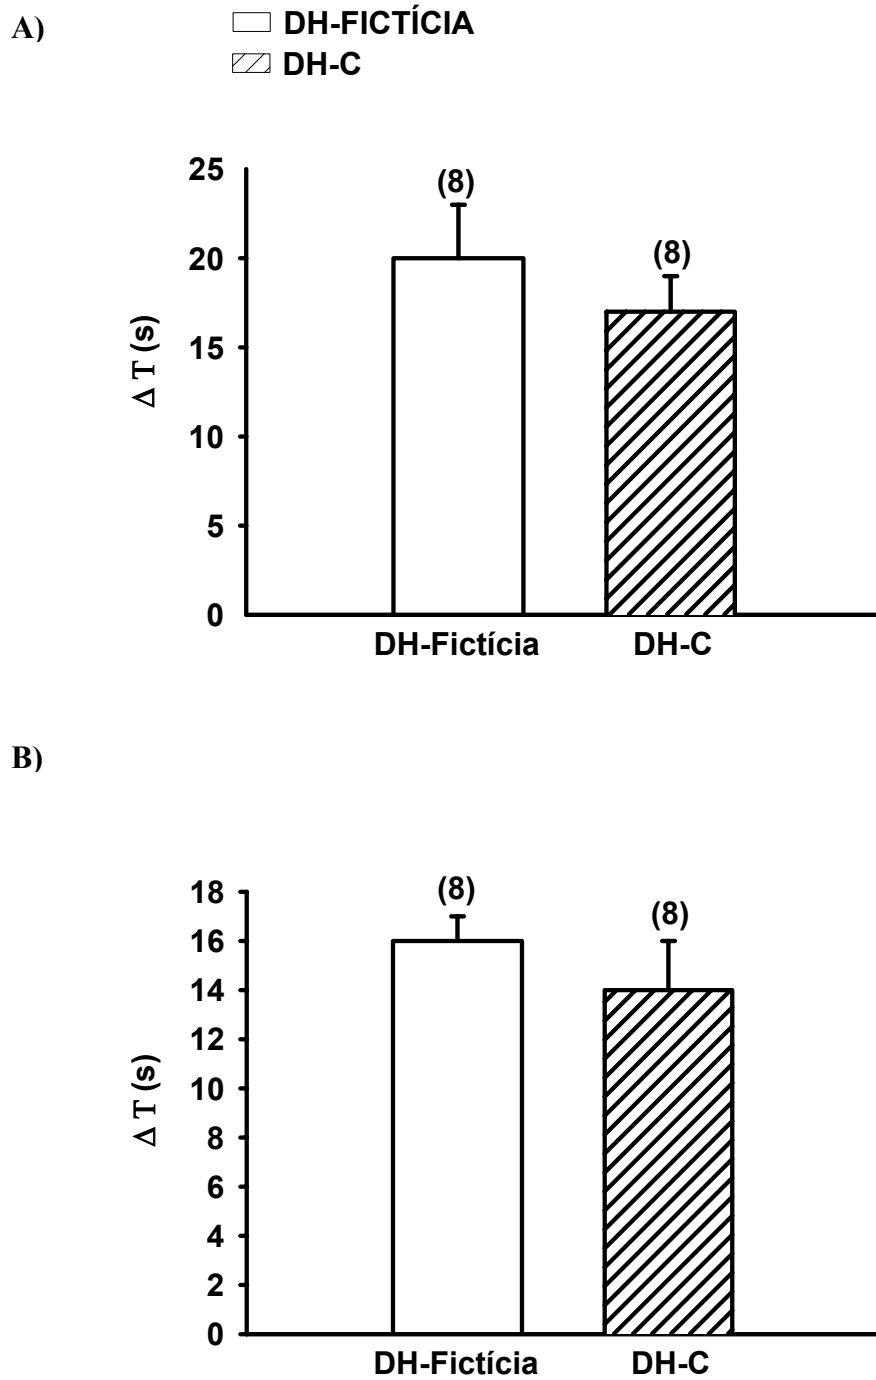 A)
DH-FICTÍCIA
DH-C
25
20
15
10
5
0
Δ T (s)
(8)
(8)
DH-Fictícia DH-C
B)
18
16
14
12
10
8
6
4
2
0
Δ T (s)
(8)
(8)
DH-Fictícia DH-C